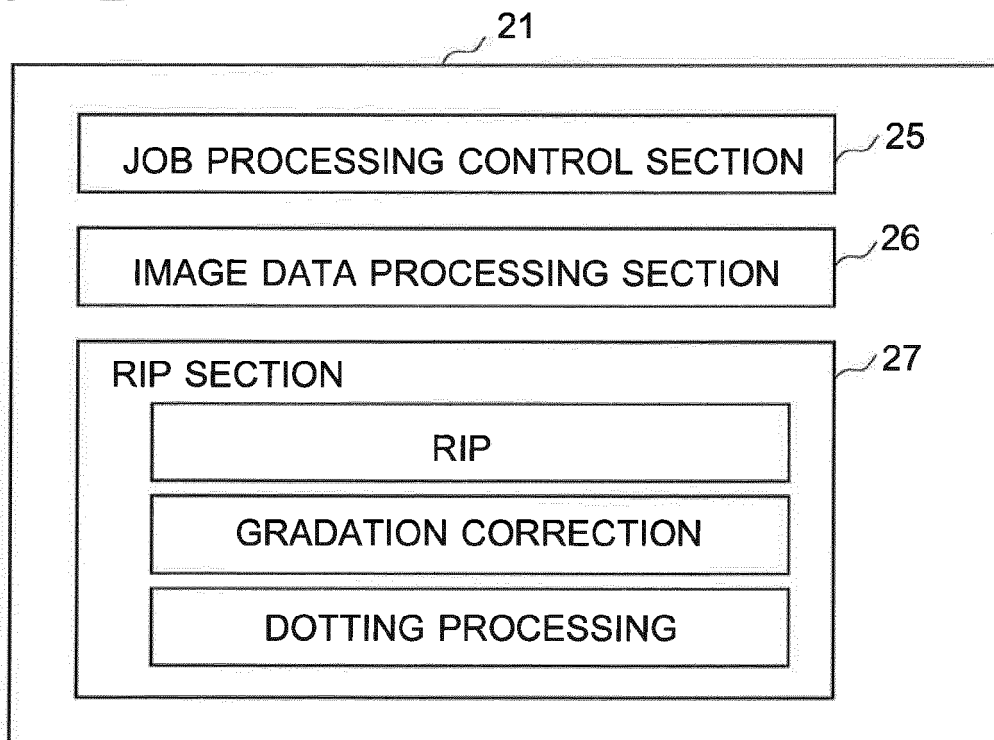 21
JOB PROCESSING CONTROL SECTION
25
IMAGE DATA PROCESSING SECTION
26
RIP SECTION
27
RIP
GRADATION CORRECTION
DOTTING PROCESSING